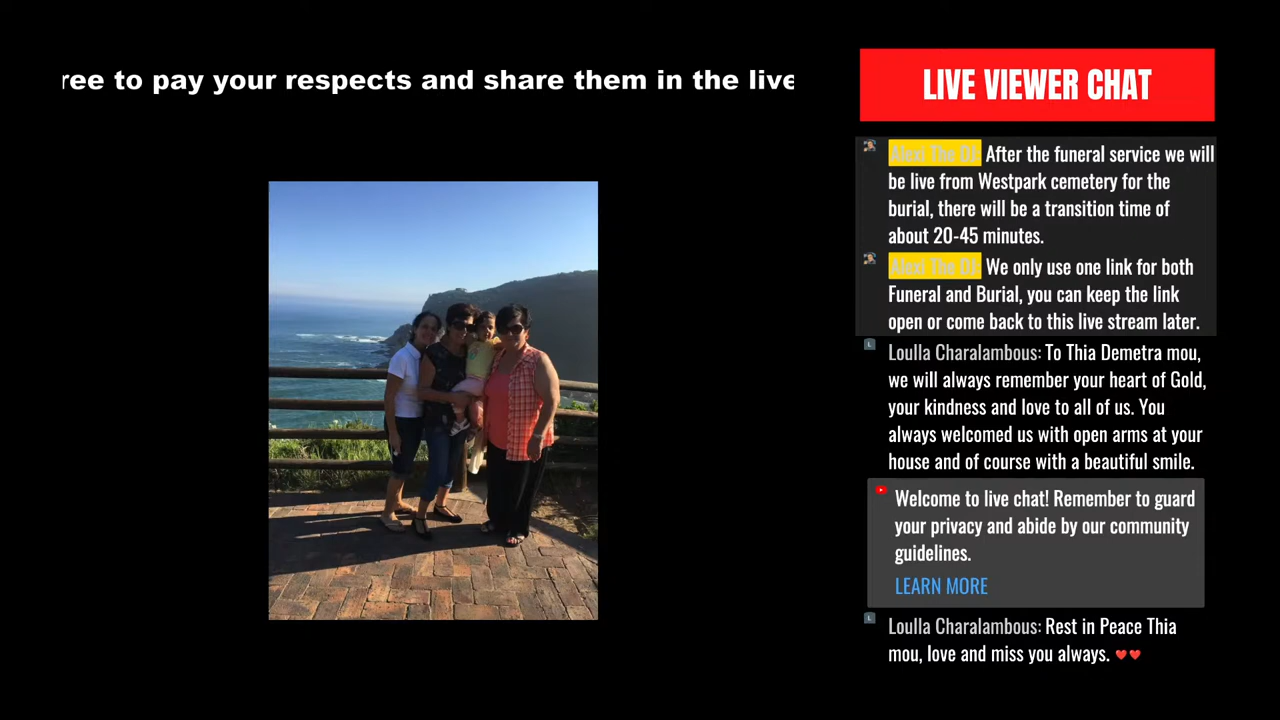 ree to pay your respects and share them in the live
LIVE VIEWER CHAT
Alexi The DJ: After the funeral service we will
be live from Westpark cemetery for the
burial, there will be a transition time of
about 20-45 minutes.
Alexi The DJ: We only use one link for both
Funeral and Burial, you can keep the link
open or come back to this live stream later.
L
Loulla Charalambous: To Thia Demetra mou,
we will always remember your heart of Gold,
your kindness and love to all of us. You
always welcomed us with open arms at your
house and of course with a beautiful smile.
Welcome to live chat! Remember to guard
your privacy and abide by our community
guidelines.
LEARN MORE
L
Loulla Charalambous: Rest in Peace Thia
mou, love and miss you always. ❤️❤️